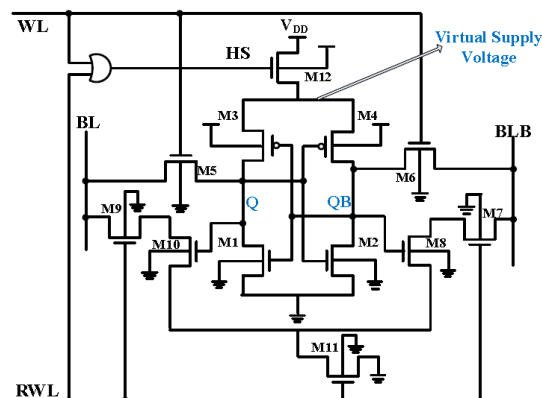 WL
V_DD
Virtual Supply
Voltage
HS
M12
M3
M4
BL
BLB
M5
M6
M9
Q
QB
M7
M10
M1
M2
M8
M11
RWL